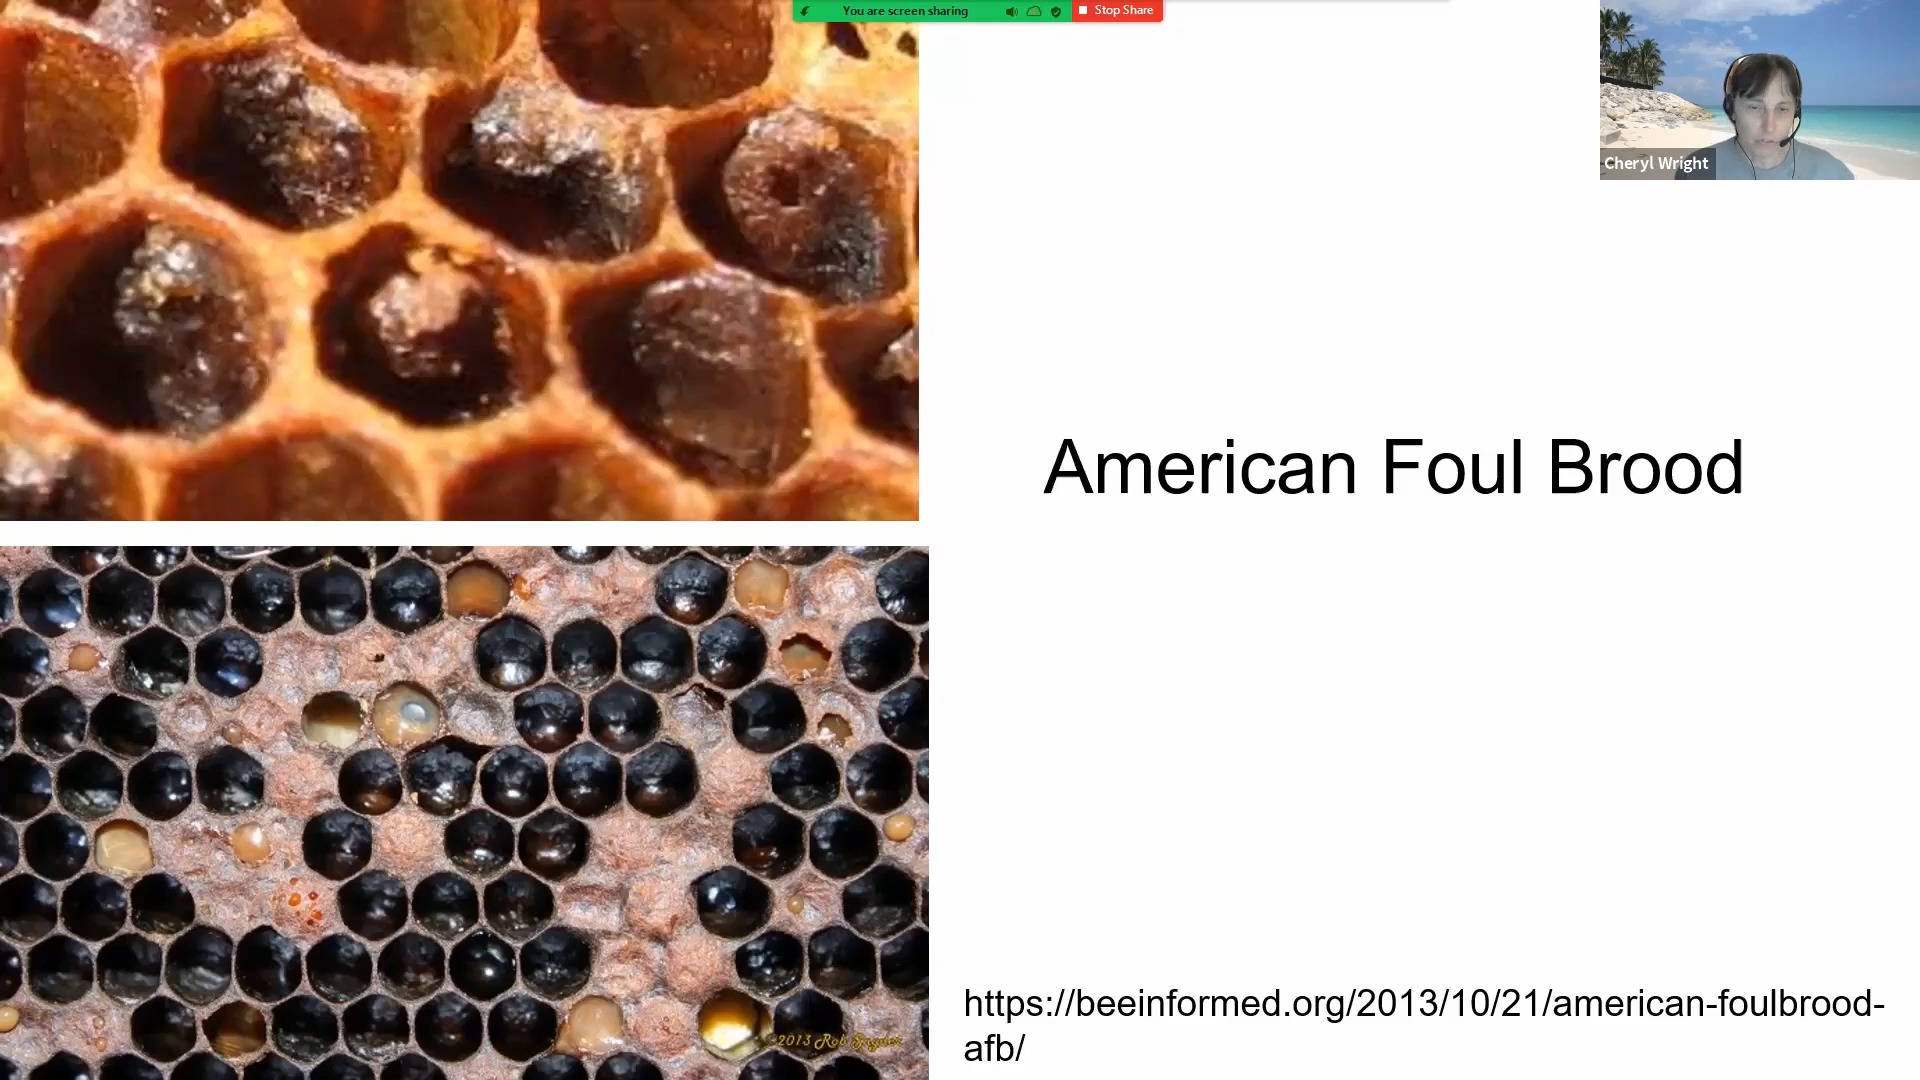 You are screen sharing
Stop Share
Cheryl Wright
American Foul Brood
https://beeinformed.org/2013/10/21/american-foulbrood-
afb/
©2013 Rob Snyder